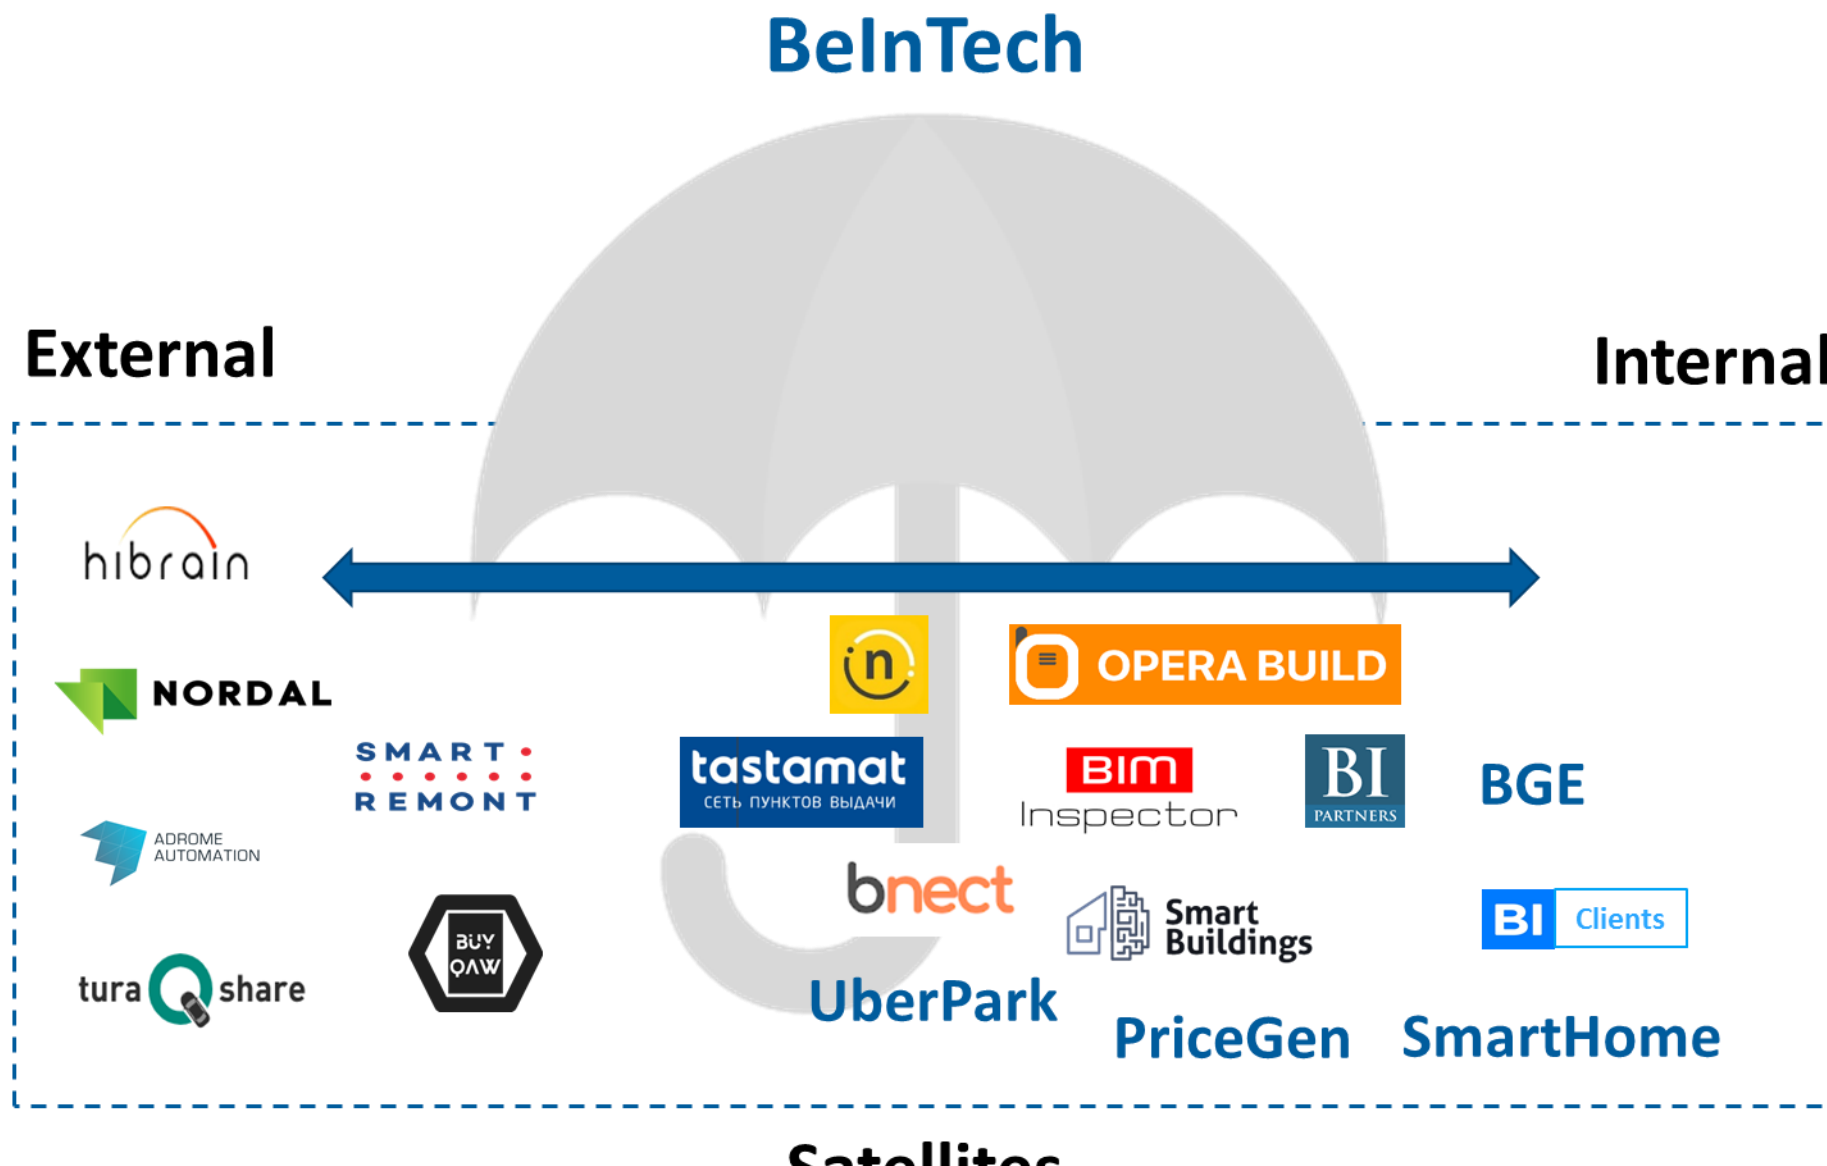 BeInTech
External
Internal
hibrain
n
OPERA BUILD
NORDAL
SMART
REMONT
tastamat
СЕТЬ ПУНКТОВ ВЫДАЧИ
BIM
Inspector
BI
PARTNERS
BGE
ADROME
AUTOMATION
BUY
QAW
bnect
Smart
Buildings
BI Clients
tura Q share
UberPark
PriceGen
SmartHome
Satellites